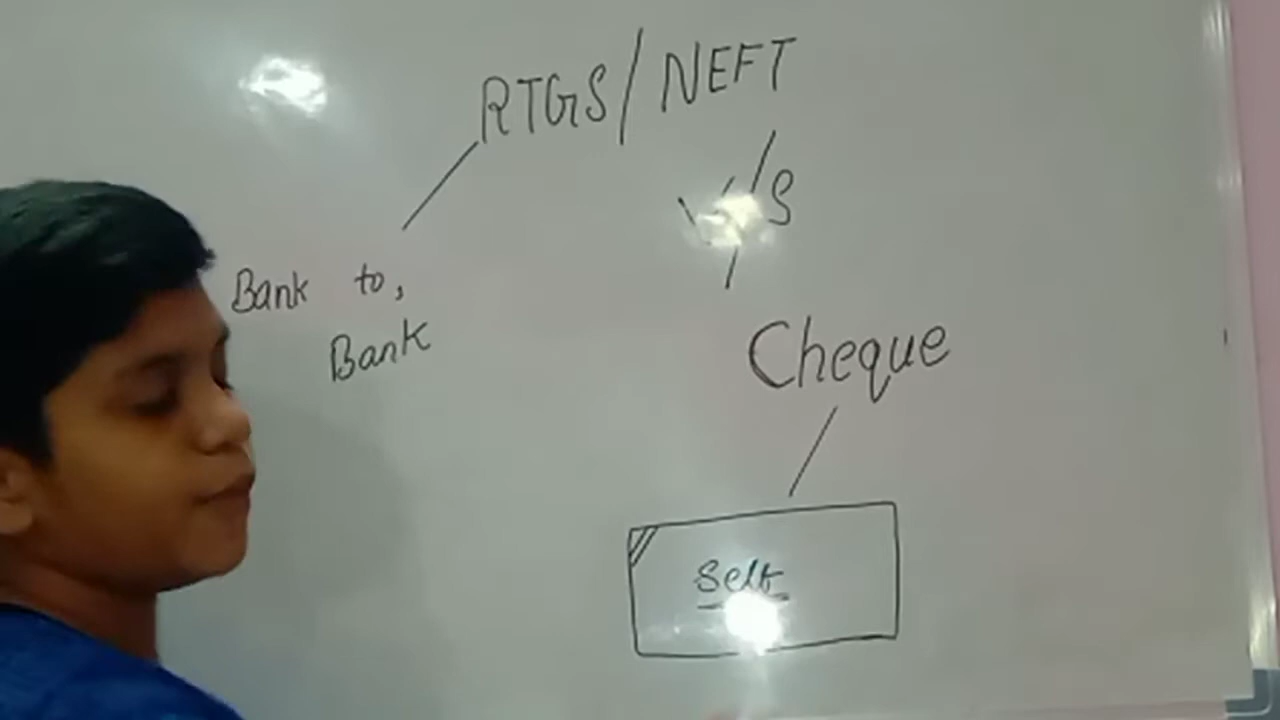 RTGS/NEFT
V/S
Bank to,
Bank
Cheque
Self